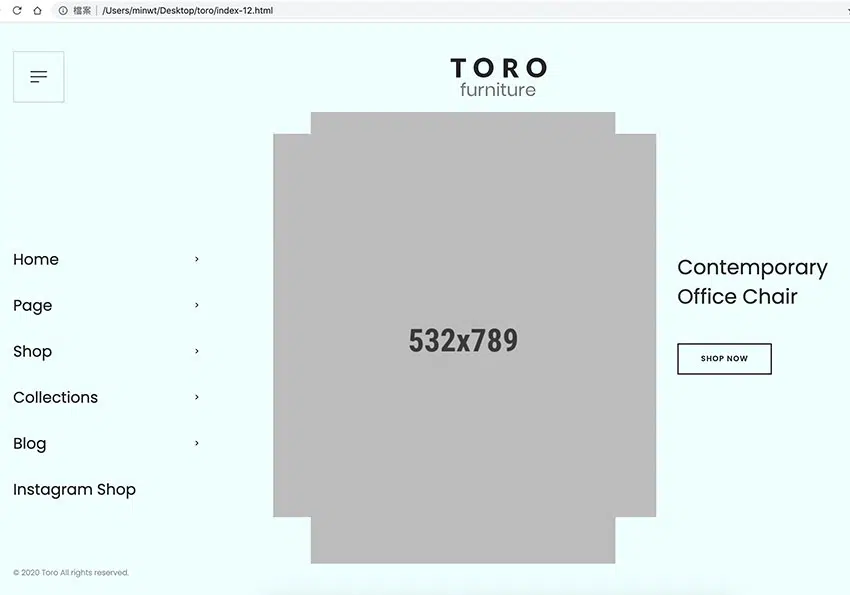 檔案 | /Users/minwt/Desktop/toro/index-12.html
TORO
furniture
Home
Page
Shop
Collections
Blog
Instagram Shop
532x789
Contemporary
Office Chair
SHOP NOW
© 2020 Toro All rights reserved.